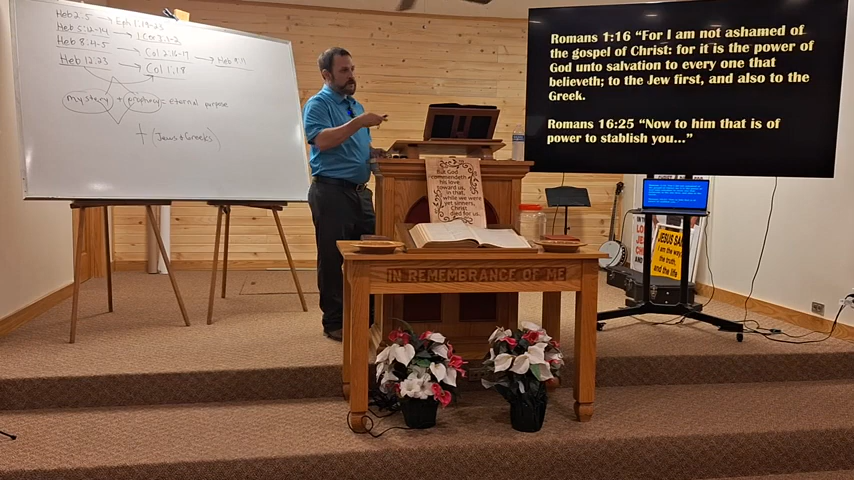 Heb 2:5 → Eph 1:19-23
Heb 5:12-14 → 1 Cor 3:1-2
Heb 8:4-5 → Col 2:16-17 → Heb 9:11
Heb 12:23 → Col 1:18
mystery + prophecy = eternal purpose
(Jews & Greeks)
Romans 1:16 “For I am not ashamed of
the gospel of Christ: for it is the power of
God unto salvation to every one that
believeth; to the Jew first, and also to the
Greek.
Romans 16:25 “Now to him that is of
power to stablish you...”
But God
commendeth
his love
toward us,
in that,
while we were
yet sinners,
Christ
died for us.
IN REMEMBRANCE OF ME
JESUS SAI
I am the way,
the truth,
and the life